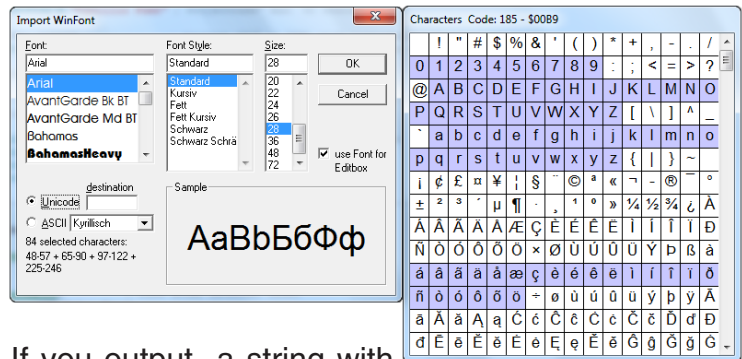 Import WinFont
Font:
Font Style:
Size:
Arial
Standard
28
OK
Arial
AvantGarde Bk BT
AvantGarde Md BT
Bahamas
BahamasHeavy
Standard
Kursiv
Fett
Fett Kursiv
Schwarz
Schwarz Schrä
20
22
24
26
28
36
48
72
Cancel
use Font for
Editbox
destination
Unicode
ASCII Kyrillisch
84 selected characters:
48-57 + 65-90 + 97-122 +
225-246
Sample
АаВbБбФф
Characters Code: 185 - $00B9
! " # $ % & ' ( ) * + , - . /
0 1 2 3 4 5 6 7 8 9 : ; < = > ?
@ A B C D E F G H I J K L M N O
P Q R S T U V W X Y Z [ \ ] ^ _
` a b c d e f g h i j k l m n o
p q r s t u v w x y z { | } ~
¡ ¢ £ ¤ ¥ ¦ § ¨ © ª « ¬ - ® ¯ °
± ² ³ ´ µ ¶ · ¸ ¹ º » ¼ ½ ¾ ¿ À
Á Â Ã Ä Å Æ Ç È É Ê Ë Ì Í Î Ï Ð
Ñ Ò Ó Ô Õ Ö × Ø Ù Ú Û Ü Ý Þ ß à
á â ã ä å æ ç è é ê ë ì í î ï ð
ñ ò ó ô õ ö ÷ ø ù ú û ü ý þ ÿ Ā
ā Ă ă Ą ą Ć ć Ĉ ĉ Ċ ċ Č č Ď ď Đ
đ Ē ē Ĕ ĕ Ė ė Ę ę Ě ě Ĝ ĝ Ğ ğ Ġ
If you output a string with